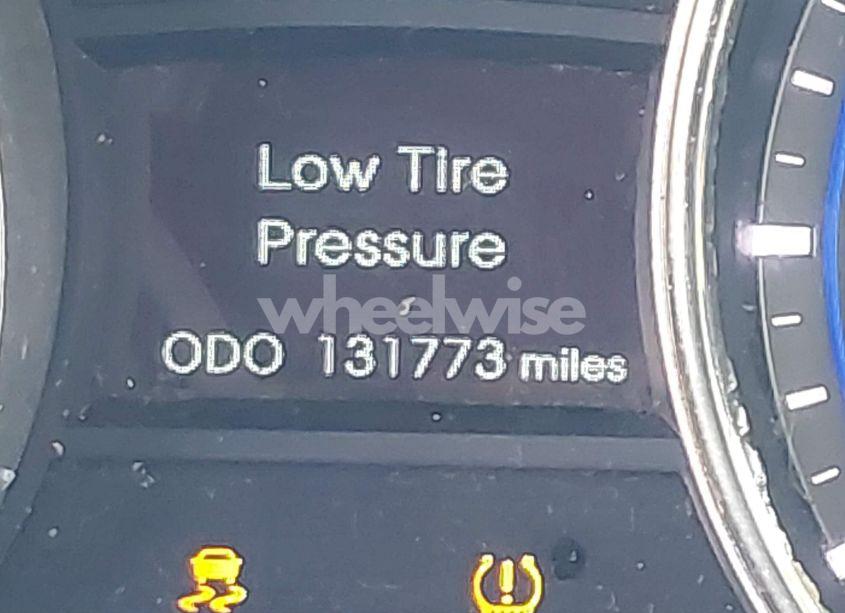 Low Tire
Pressure
wheelwise
ODO 131773 miles